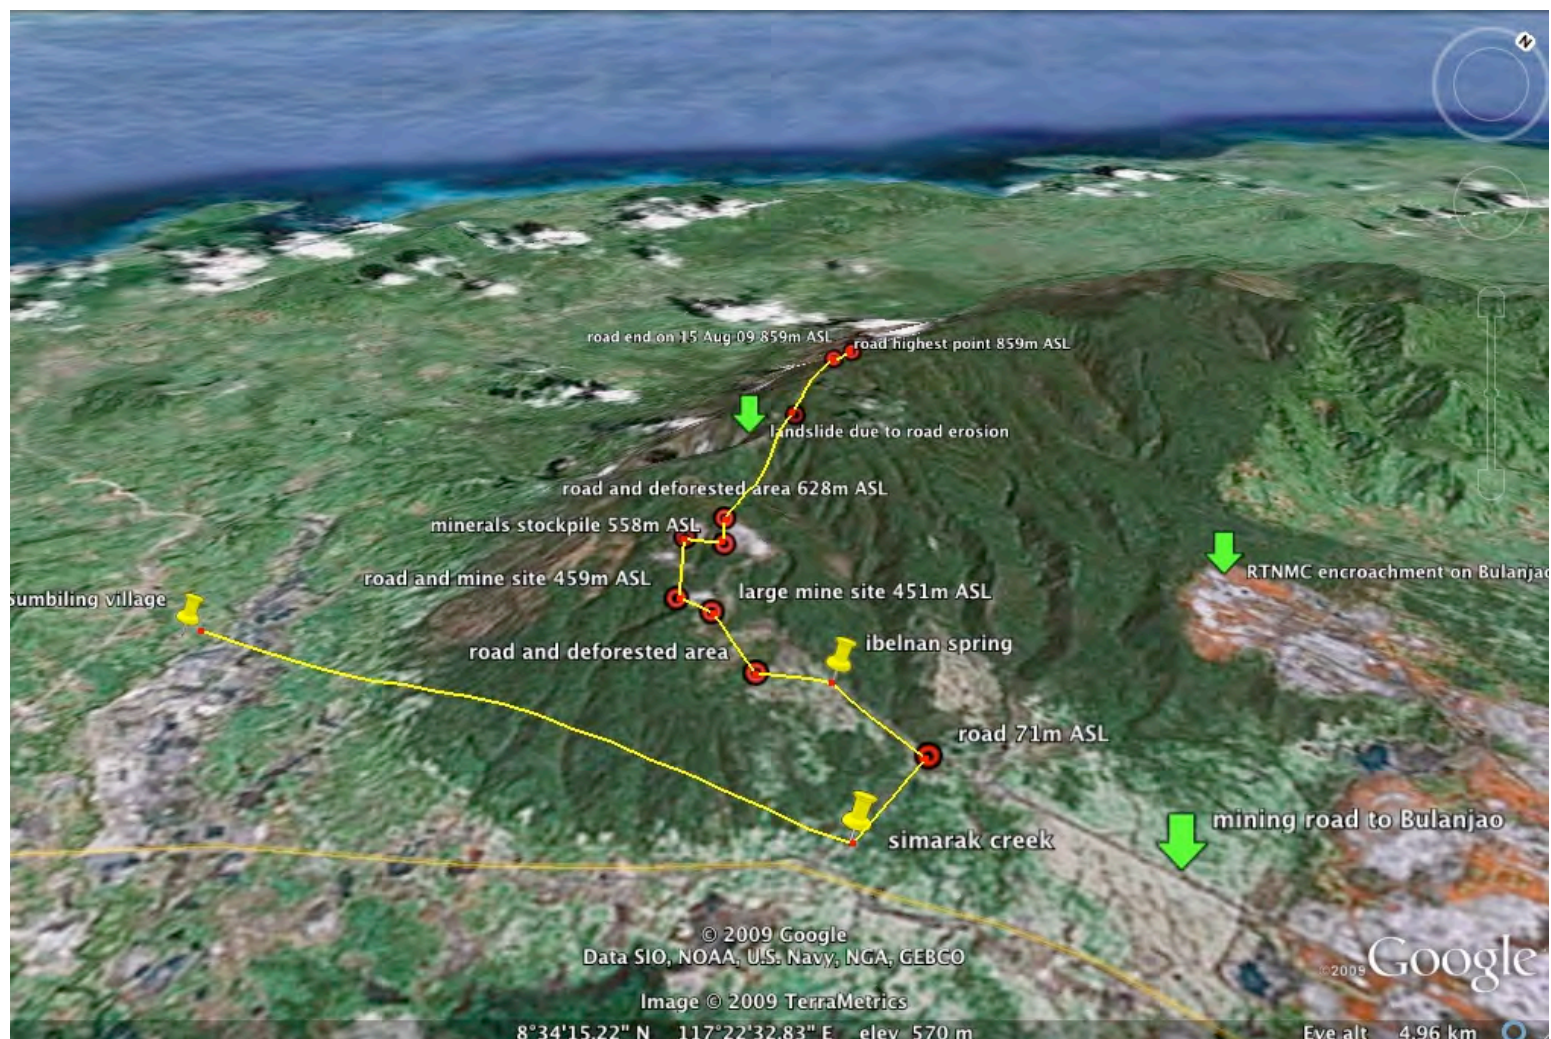 N
road end on 15 Aug 09 859m ASL
road highest point 859m ASL
landslide due to road erosion
road and deforested area 628m ASL
minerals stockpile 558m ASL
RTNMC encroachment on Bulanjao
road and mine site 459m ASL
large mine site 451m ASL
sumbiling village
ibelnan spring
road and deforested area
road 71m ASL
mining road to Bulanjao
simarak creek
© 2009 Google
Data SIO, NOAA, U.S. Navy, NGA, GEBCO
©2009 Google
Image © 2009 TerraMetrics
8°34'15.22" N 117°22'32.83" E elev 570 m
Eye alt 4.96 km